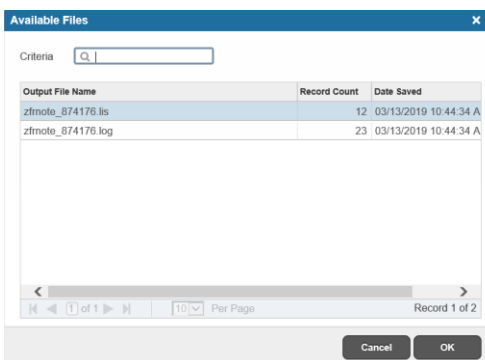 Available Files
Criteria
Output File Name Record Count Date Saved
zfrnote_874176.lis 12 03/13/2019 10:44:34 A
zfrnote_874176.log 23 03/13/2019 10:44:34 A
1 of 1 10 Per Page Record 1 of 2
Cancel OK